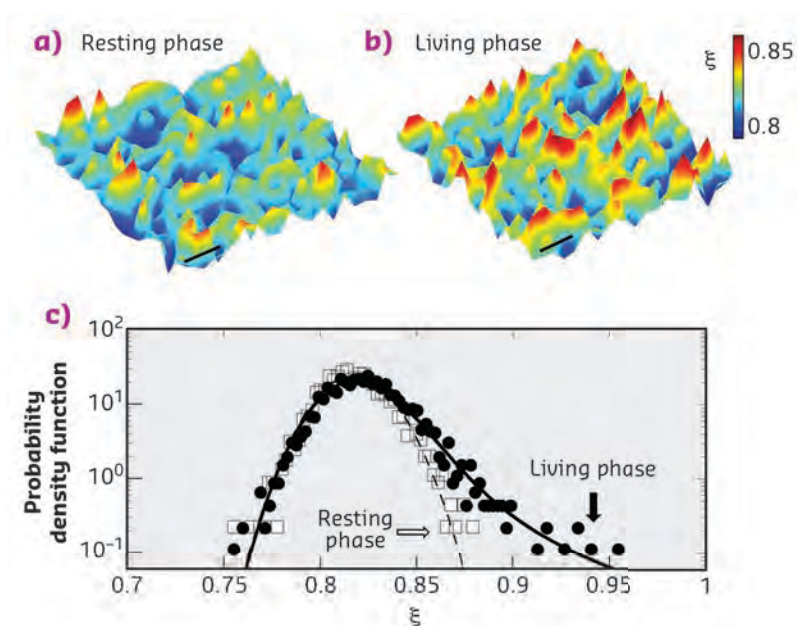 a) Resting phase
b) Living phase
ξ
0.85
0.8
c)
Probability
density function
10²
10¹
10⁰
10⁻¹
Living phase
Resting
phase
0.7 0.75 0.8 0.85 0.9 0.95 1
ξ